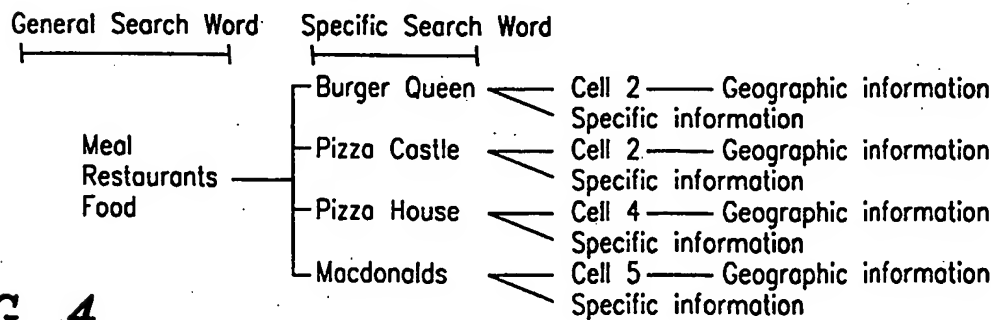 General Search Word Specific Search Word
Burger Queen Cell 2 Geographic information
Specific information
Meal Pizza Castle Cell 2 Geographic information
Restaurants Specific information
Food Pizza House Cell 4 Geographic information
Specific information
Macdonalds Cell 5 Geographic information
Specific information
4